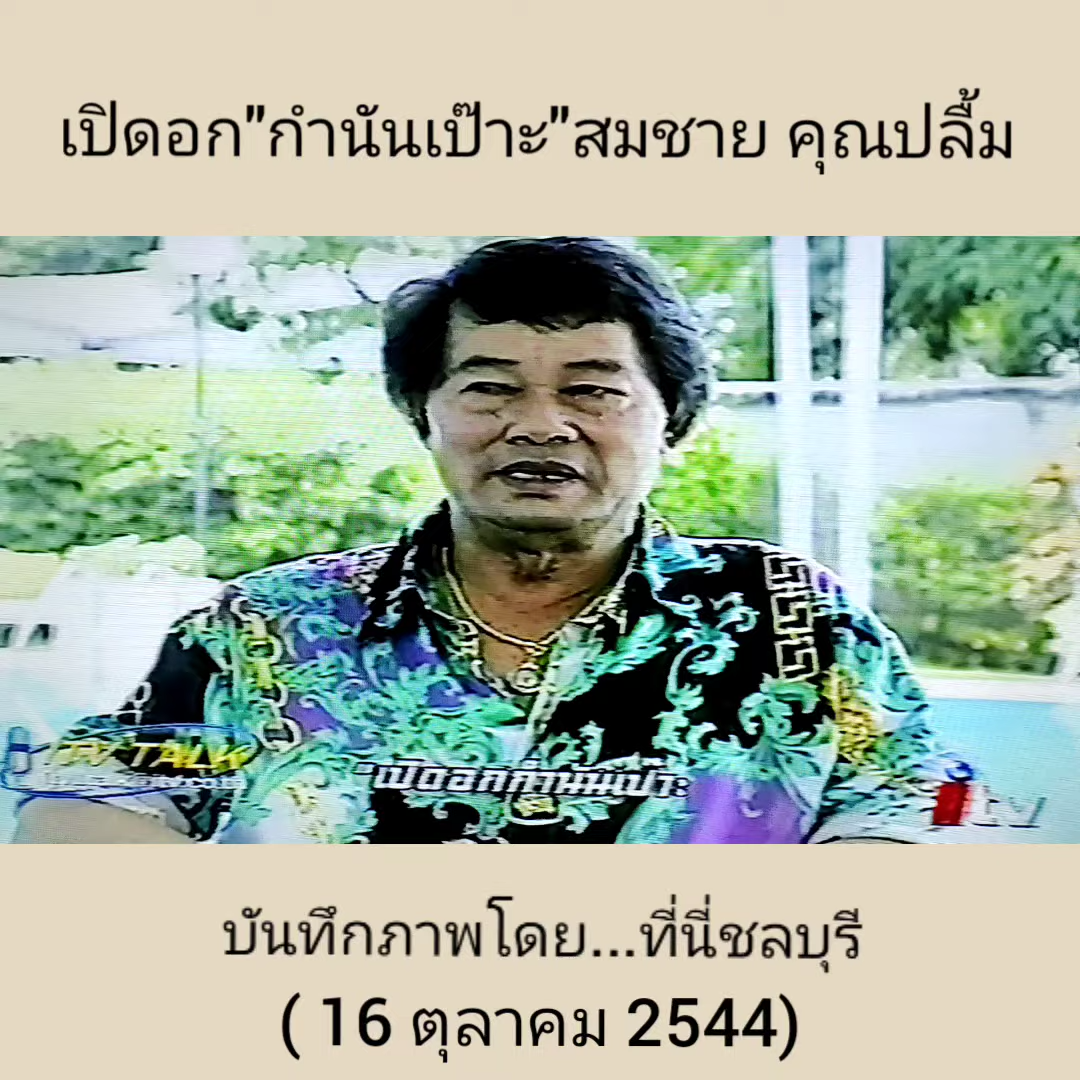 เปิดอก"กำนันเป๊าะ"สมชาย คุณปลื้ม
iTV TALK
"เปิดอกกำนันเป๊าะ"
itv
บันทึกภาพโดย...ที่นี่ชลบุรี
( 16 ตุลาคม 2544)